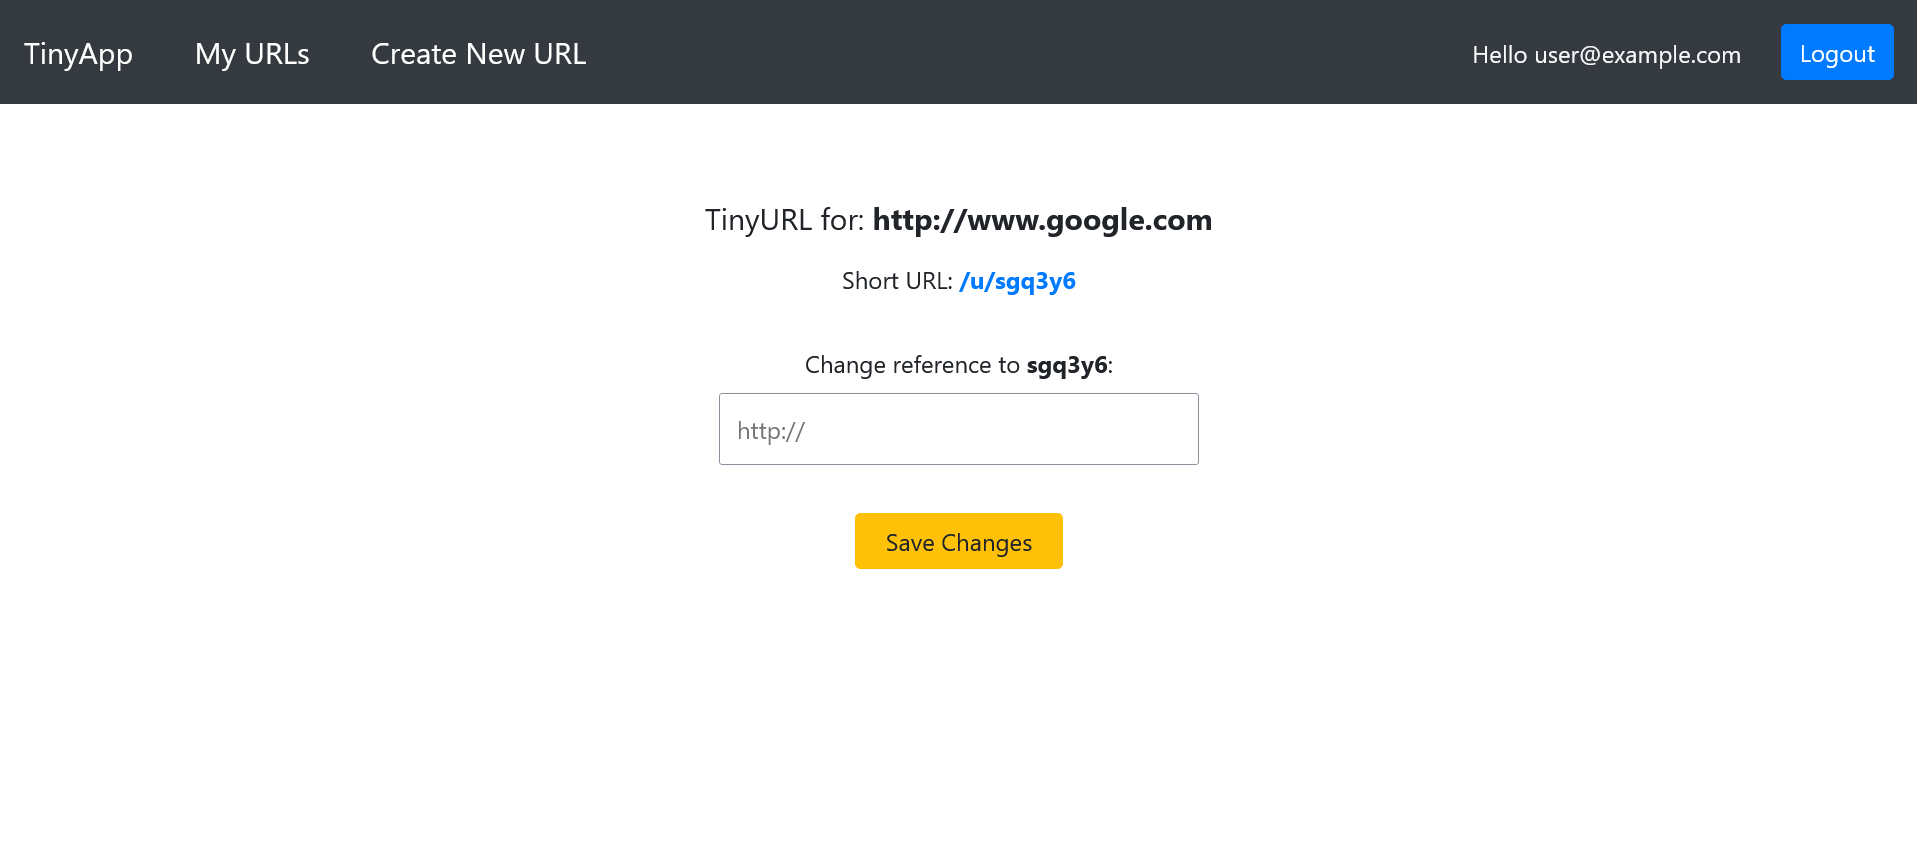 TinyApp My URLs Create New URL Hello user@example.com Logout
TinyURL for: http://www.google.com
Short URL: /u/sgq3y6
Change reference to sgq3y6:
http://
Save Changes